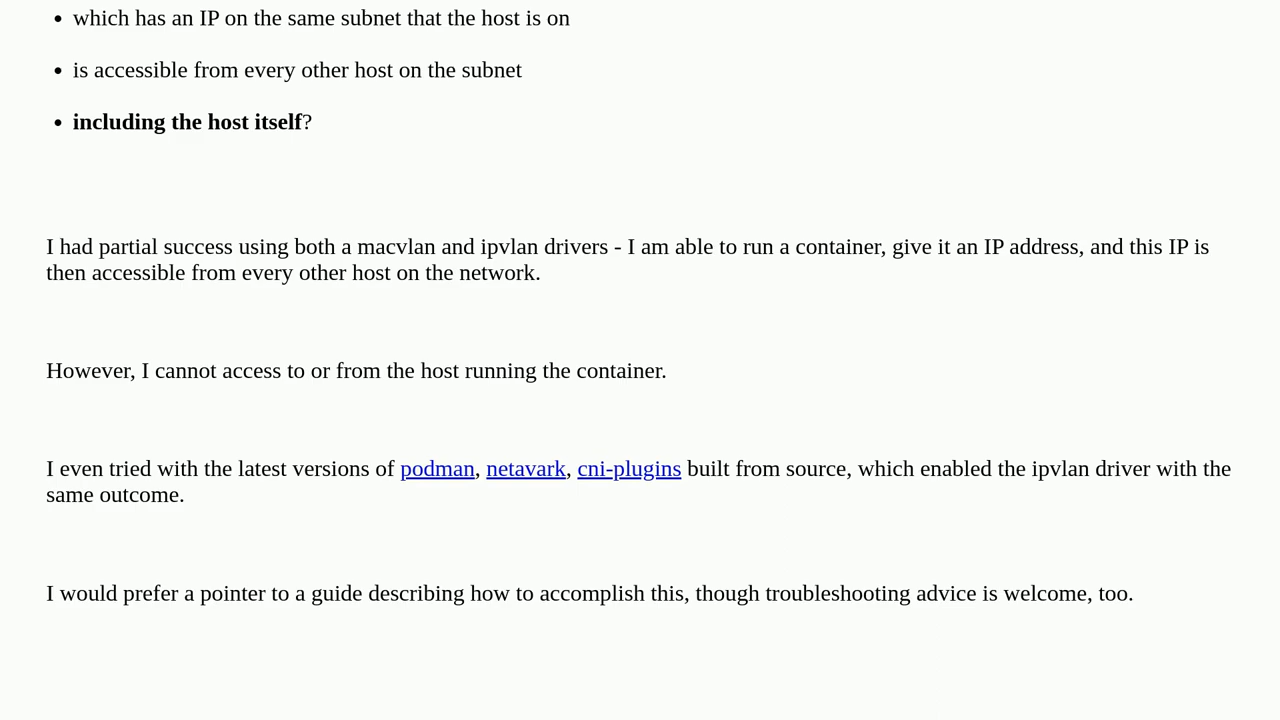 • which has an IP on the same subnet that the host is on
• is accessible from every other host on the subnet
• including the host itself?
I had partial success using both a macvlan and ipvlan drivers - I am able to run a container, give it an IP address, and this IP is
then accessible from every other host on the network.
However, I cannot access to or from the host running the container.
I even tried with the latest versions of podman, netavark, cni-plugins built from source, which enabled the ipvlan driver with the
same outcome.
I would prefer a pointer to a guide describing how to accomplish this, though troubleshooting advice is welcome, too.